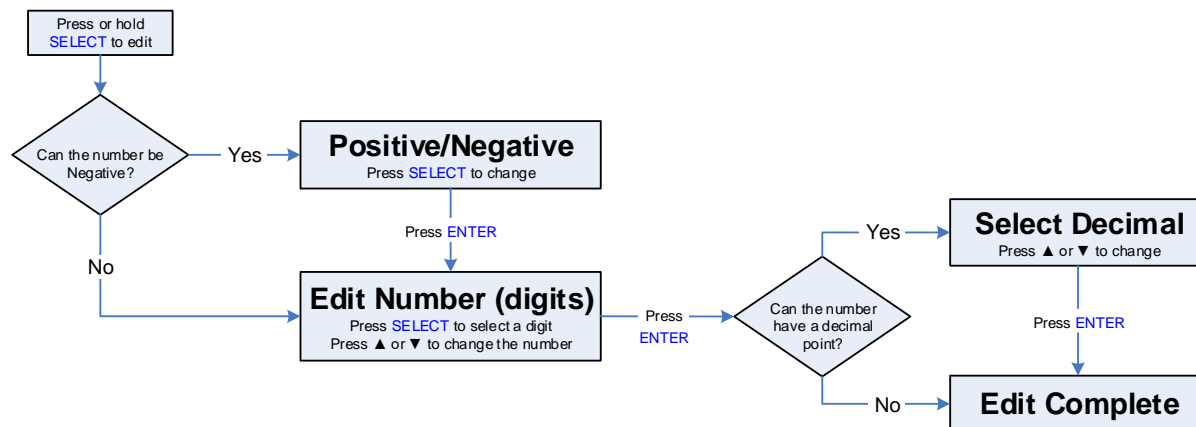 Press or hold
SELECT to edit
Can the number be
Negative?
Yes
Positive/Negative
Press SELECT to change
Press ENTER
No
Edit Number (digits)
Press SELECT to select a digit
Press ▲ or ▼ to change the number
Press
ENTER
Can the number
have a decimal
point?
Yes
Select Decimal
Press ▲ or ▼ to change
Press ENTER
No
Edit Complete